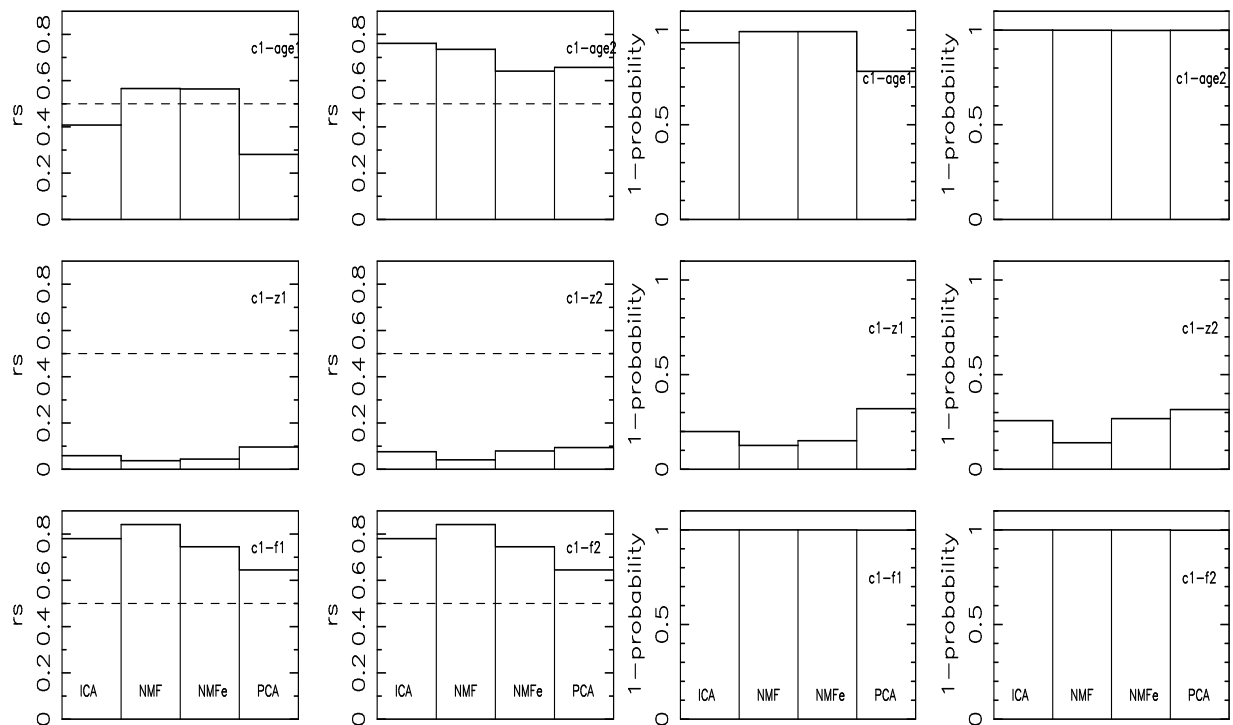 rs
0 0.2 0.4 0.6 0.8
c1-age1
rs
0 0.2 0.4 0.6 0.8
c1-age2
1-probability
0 0.5 1
c1-age1
1-probability
0 0.5 1
c1-age2
rs
0 0.2 0.4 0.6 0.8
c1-z1
rs
0 0.2 0.4 0.6 0.8
c1-z2
1-probability
0 0.5 1
c1-z1
1-probability
0 0.5 1
c1-z2
rs
0 0.2 0.4 0.6 0.8
c1-f1
ICA NMF NMFe PCA
rs
0 0.2 0.4 0.6 0.8
c1-f2
ICA NMF NMFe PCA
1-probability
0 0.5 1
c1-f1
ICA NMF NMFe PCA
1-probability
0 0.5 1
c1-f2
ICA NMF NMFe PCA